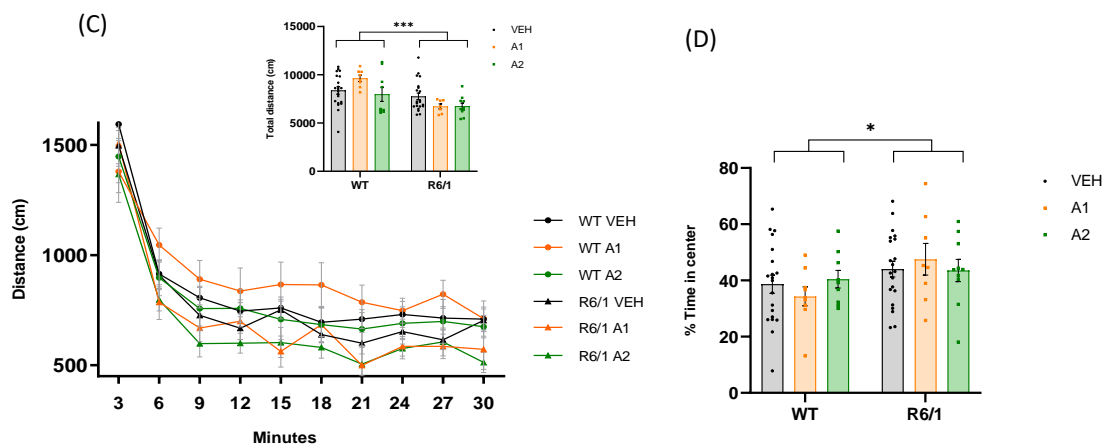 (C)
***
VEH
A1
A2
Total distance (cm)
15000
10000
5000
0
WT
R6/1
Distance (cm)
1500
1000
500
3 6 9 12 15 18 21 24 27 30
Minutes
WT VEH
WT A1
WT A2
R6/1 VEH
R6/1 A1
R6/1 A2
(D)
*
% Time in center
80
60
40
20
0
WT
R6/1
VEH
A1
A2